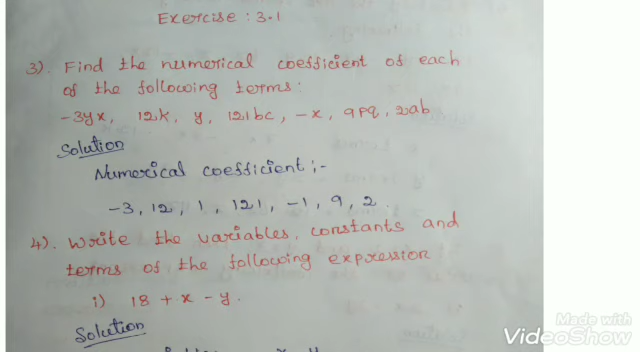 Exercise : 3.1
3). Find the numerical coefficient of each
of the following terms:
-3yx, 12k, y, 121bc, -x, 9pq, 2ab
Solution
Numerical coefficient :-
-3, 12, 1, 121, -1, 9, 2.
4). Write the variables, constants and
terms of the following expression
i) 18 + x - y.
Solution
Made with
VideoShow